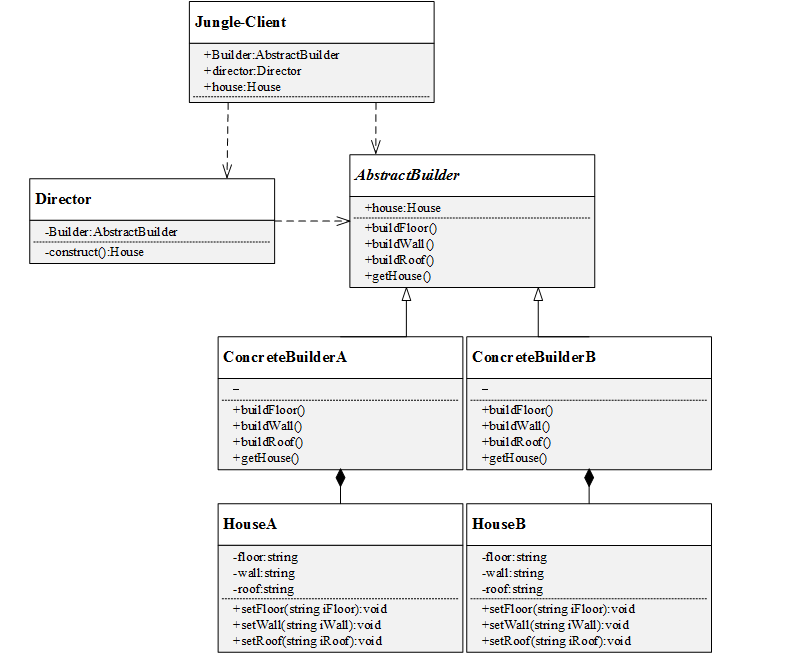 Jungle-Client
+Builder:AbstractBuilder
+director:Director
+house:House
Director
-Builder:AbstractBuilder
-construct():House
AbstractBuilder
+house:House
+buildFloor()
+buildWall()
+buildRoof()
+getHouse()
ConcreteBuilderA
–
+buildFloor()
+buildWall()
+buildRoof()
+getHouse()
ConcreteBuilderB
–
+buildFloor()
+buildWall()
+buildRoof()
+getHouse()
HouseA
-floor:string
-wall:string
-roof:string
+setFloor(string iFloor):void
+setWall(string iWall):void
+setRoof(string iRoof):void
HouseB
-floor:string
-wall:string
-roof:string
+setFloor(string iFloor):void
+setWall(string iWall):void
+setRoof(string iRoof):void